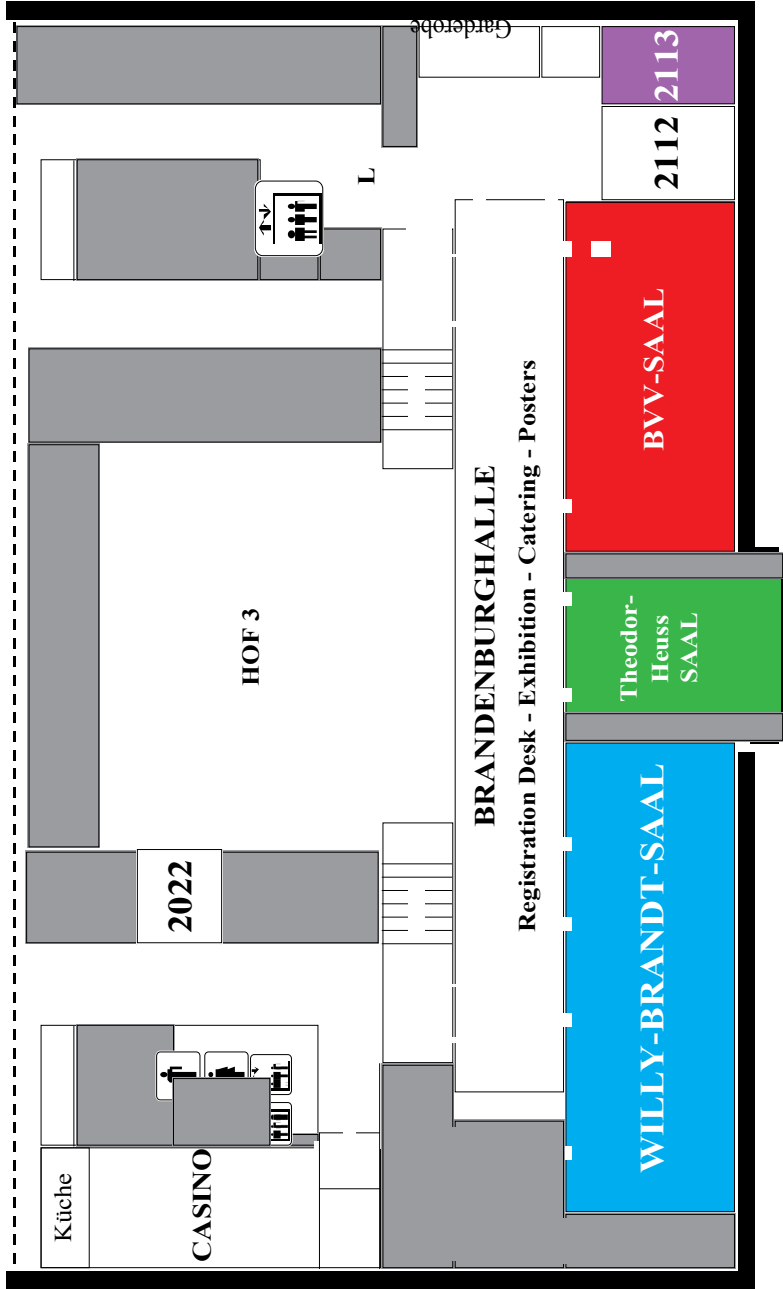 Garderobe
2113
2112
L
BVV-SAAL
BRANDENBURGHALLE
Registration Desk - Exhibition - Catering - Posters
HOF 3
Theodor-
Heuss
SAAL
2022
WILLY-BRANDT-SAAL
Küche
CASINO